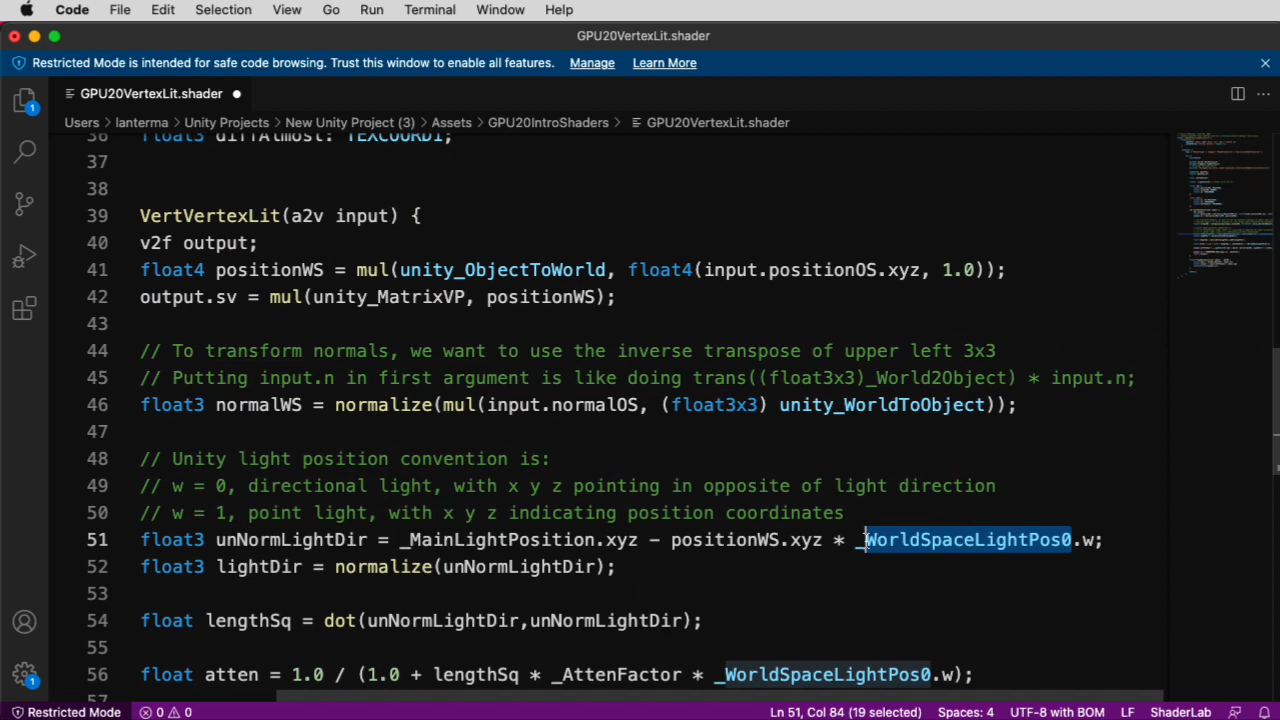 Code File Edit Selection View Go Run Terminal Window Help
GPU20VertexLit.shader
Restricted Mode is intended for safe code browsing. Trust this window to enable all features. Manage Learn More
GPU20VertexLit.shader
Users > lanterma > Unity Projects > New Unity Project (3) > Assets > GPU20IntroShaders > GPU20VertexLit.shader
36 float3 diffAlmost: TEXCOORD1;
37
38
39 VertVertexLit(a2v input) {
40 v2f output;
41 float4 positionWS = mul(unity_ObjectToWorld, float4(input.positionOS.xyz, 1.0));
42 output.sv = mul(unity_MatrixVP, positionWS);
43
44 // To transform normals, we want to use the inverse transpose of upper left 3x3
45 // Putting input.n in first argument is like doing trans((float3x3)_World2Object) * input.n;
46 float3 normalWS = normalize(mul(input.normalOS, (float3x3) unity_WorldToObject));
47
48 // Unity light position convention is:
49 // w = 0, directional light, with x y z pointing in opposite of light direction
50 // w = 1, point light, with x y z indicating position coordinates
51 float3 unNormLightDir = _MainLightPosition.xyz - positionWS.xyz * _WorldSpaceLightPos0.w;
52 float3 lightDir = normalize(unNormLightDir);
53
54 float lengthSq = dot(unNormLightDir,unNormLightDir);
55
56 float atten = 1.0 / (1.0 + lengthSq * _AttenFactor * _WorldSpaceLightPos0.w);
57
1
1
Restricted Mode 0 0 Ln 51, Col 84 (19 selected) Spaces: 4 UTF-8 with BOM LF ShaderLab